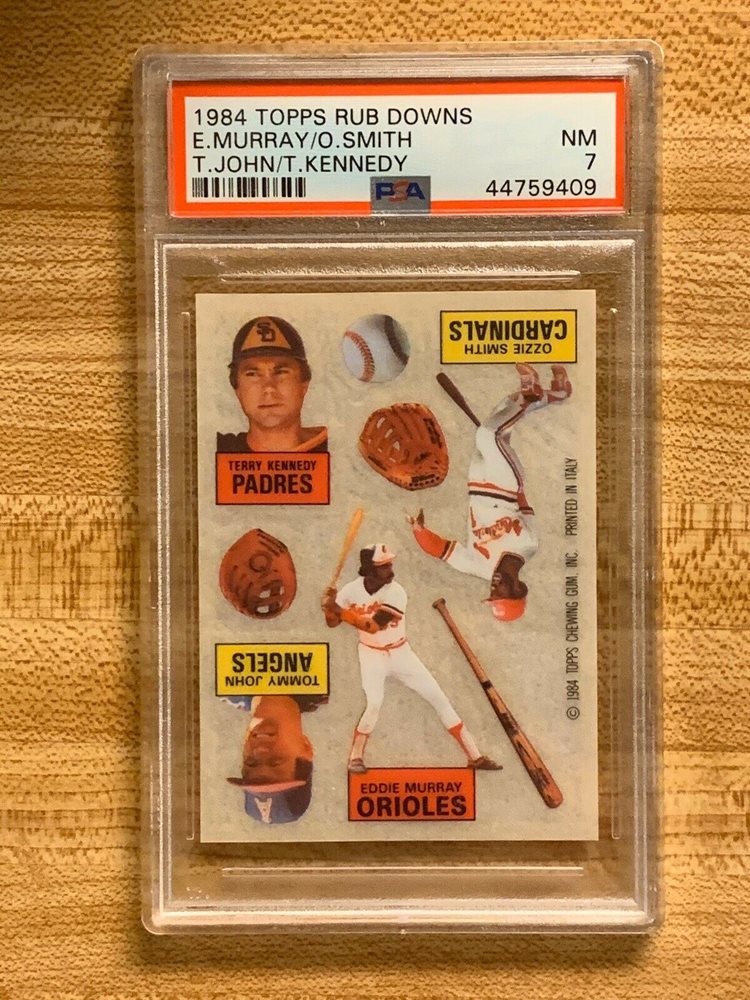 1984 TOPPS RUB DOWNS
E.MURRAY/O.SMITH NM
T.JOHN/T.KENNEDY 7
PSA 44759409
SD
OZZIE SMITH
CARDINALS
TERRY KENNEDY
PADRES
TOMMY JOHN
ANGELS
A
EDDIE MURRAY
ORIOLES
© 1984 TOPPS CHEWING GUM, INC. PRINTED IN ITALY